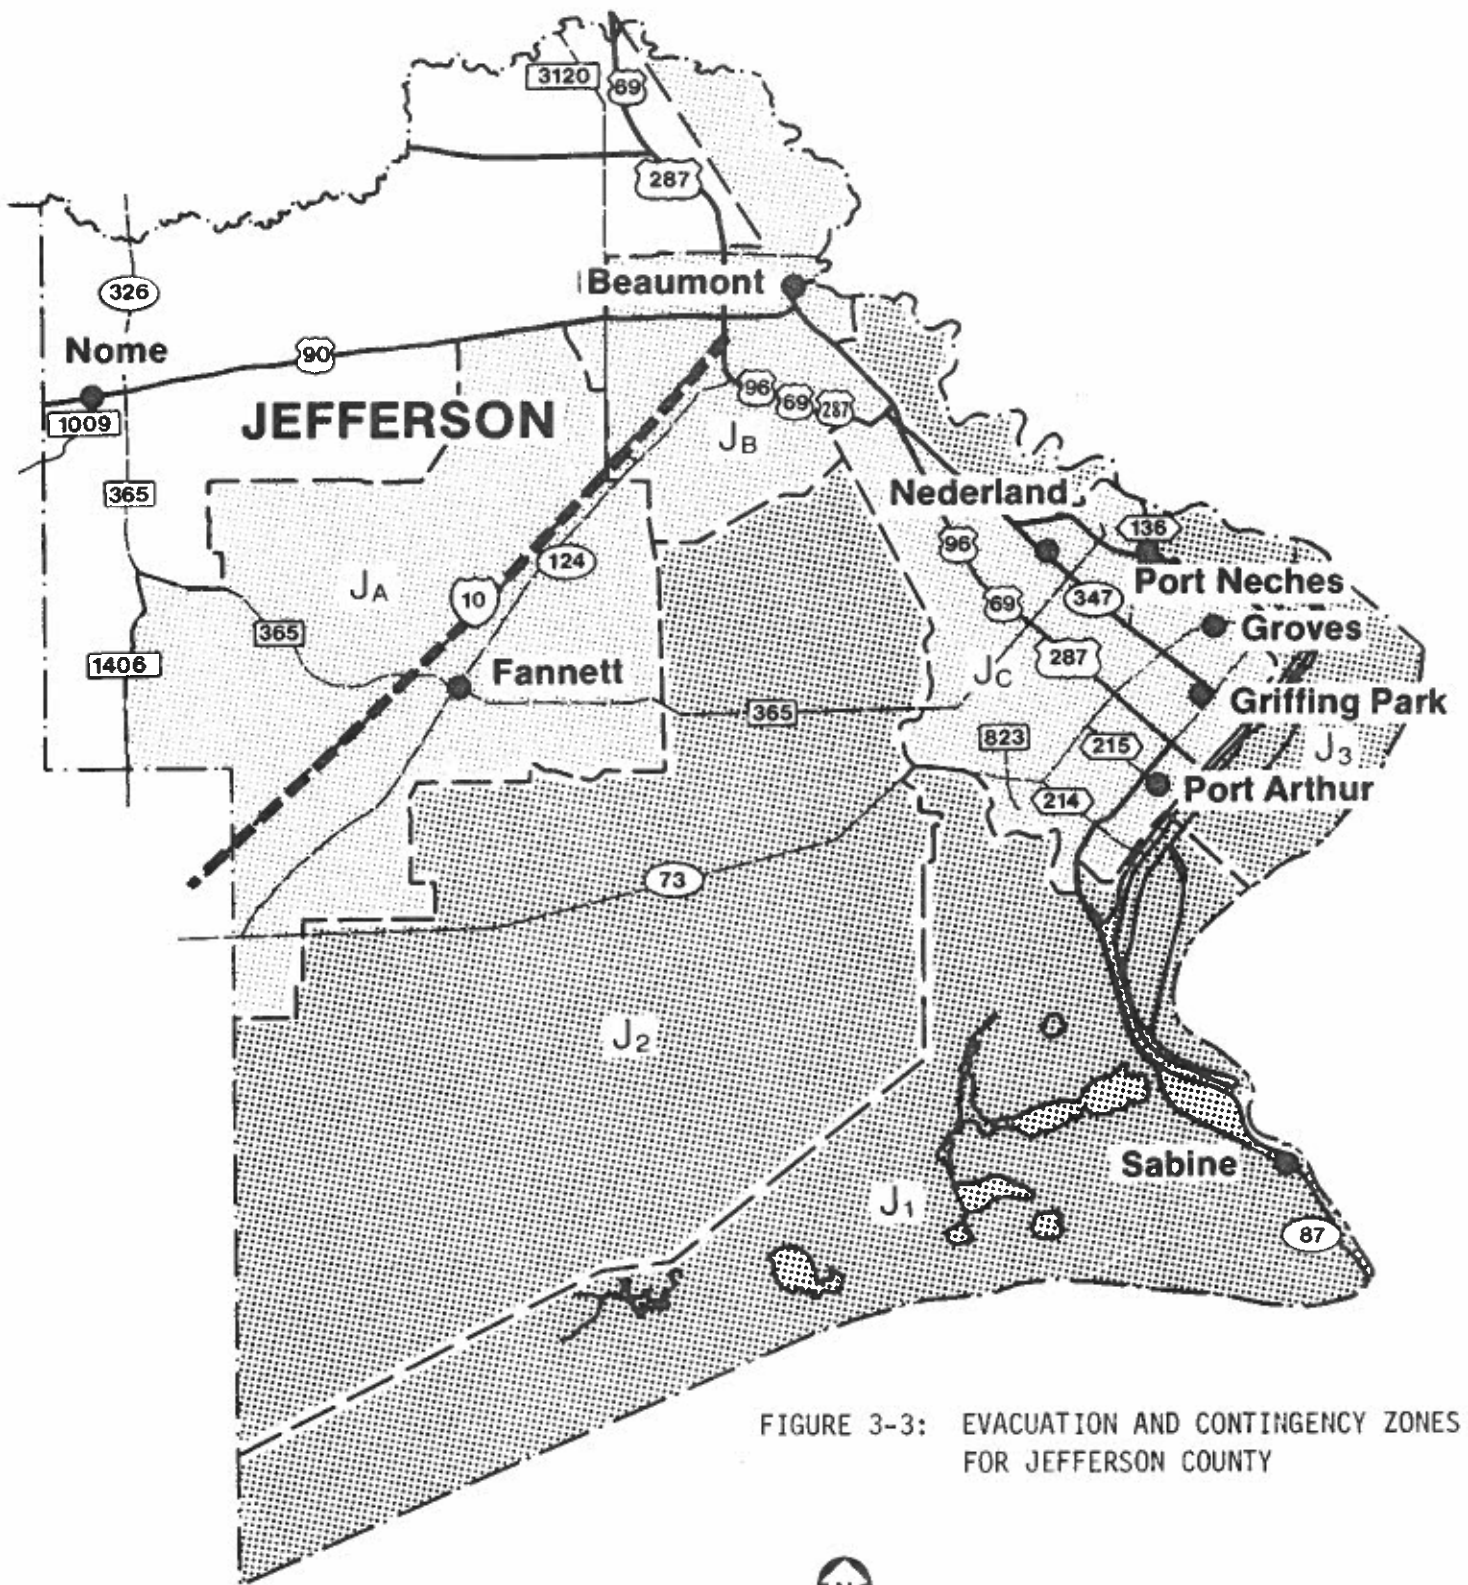 3120
69
287
Beaumont
326
Nome
90
1009
JEFFERSON
96
69
287
JB
365
Nederland
136
96
124
JA
10
Port Neches
69
347
365
Groves
1406
287
Fannett
JC
Griffing Park
365
823
215
J3
214
Port Arthur
73
J2
Sabine
J1
87
FIGURE 3-3: EVACUATION AND CONTINGENCY ZONES
FOR JEFFERSON COUNTY